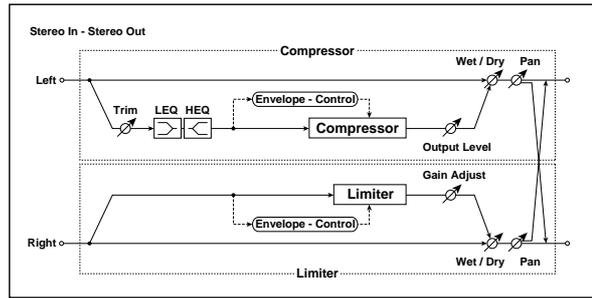 Stereo In - Stereo Out
Compressor
Wet / Dry Pan
Left
Trim LEQ HEQ
Envelope - Control
Compressor
Output Level
Gain Adjust
Limiter
Envelope - Control
Right
Wet / Dry Pan
Limiter